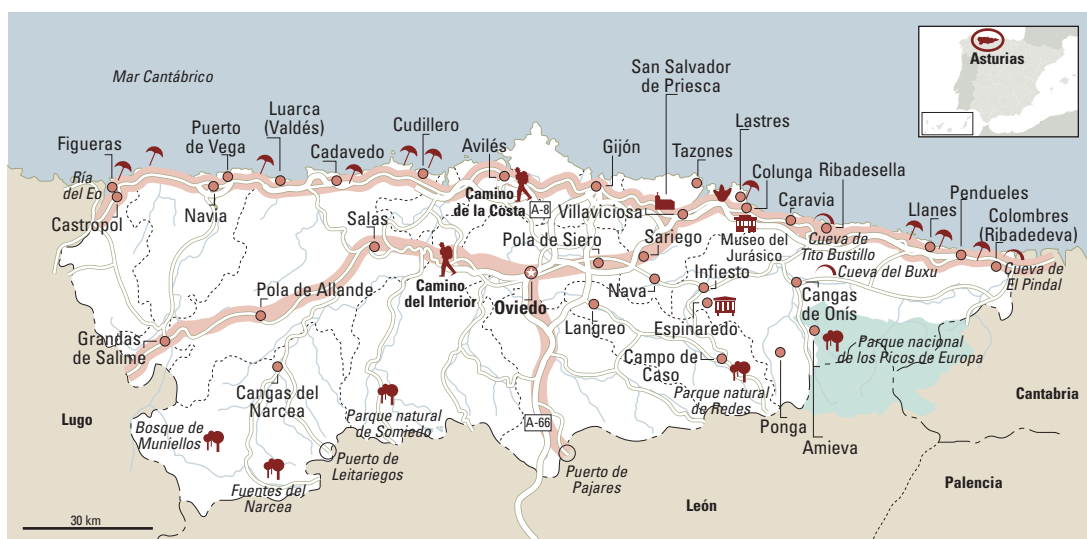 Mar Cantábrico
Asturias
San Salvador
de Priesca
Figueras
Puerto
de Vega
Luarca
(Valdés)
Cadavedo
Cudillero
Avilés
Gijón
Tazones
Lastres
Colunga
Ribadesella
Caravia
Llanes
Pendueles
Colombres
(Ribadedeva)
Ría
del Eo
Castropol
Navia
Salas
Camino
de la Costa
A-8
Villaviciosa
Pola de Siero
Sariego
Museo del
Jurásico
Cueva de
Tito Bustillo
Cueva del Buxu
Cueva de
El Pindal
Camino
del Interior
Oviedo
Nava
Infiesto
Cangas
de Onís
Pola de Allande
Langreo
Espinaredo
Grandas
de Salime
Campo de
Caso
Parque nacional
de los Picos de Europa
Cangas del
Narcea
Parque natural
de Somiedo
Parque natural
de Redes
Cantabria
Lugo
Bosque de
Muniellos
A-66
Ponga
Amieva
Puerto de
Leitariegos
Puerto de
Pajares
Fuentes del
Narcea
Palencia
León
30 km